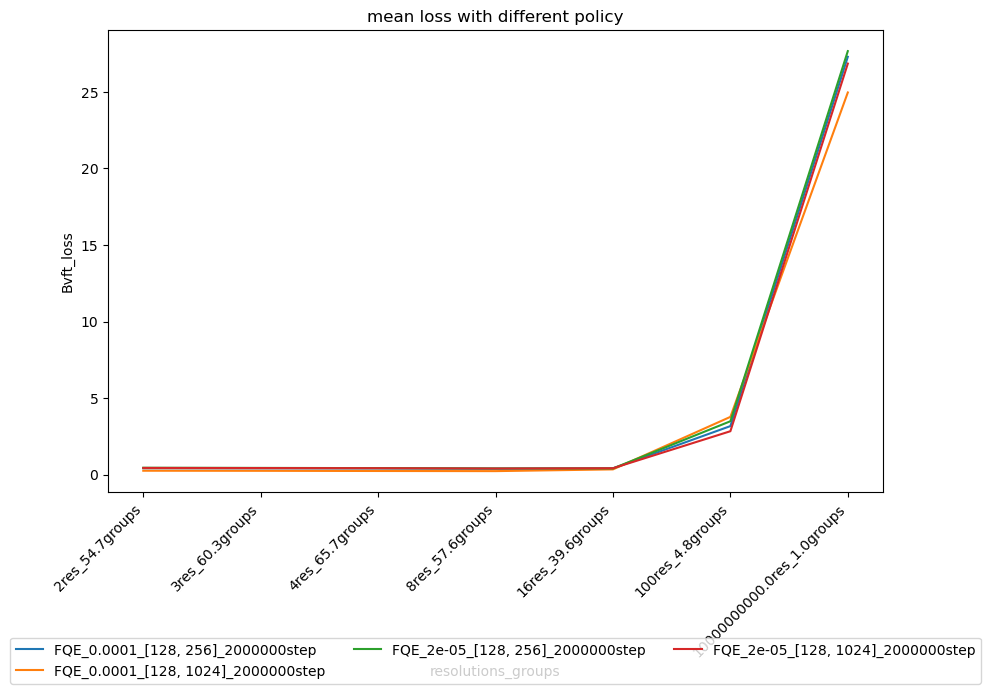 mean loss with different policy
Bvft_loss
25
20
15
10
5
0
2res_54.7groups
3res_60.3groups
4res_65.7groups
8res_57.6groups
16res_39.6groups
100res_4.8groups
10000000000.0res_1.0groups
resolutions_groups
FQE_0.0001_[128, 256]_2000000step
FQE_0.0001_[128, 1024]_2000000step
FQE_2e-05_[128, 256]_2000000step
FQE_2e-05_[128, 1024]_2000000step